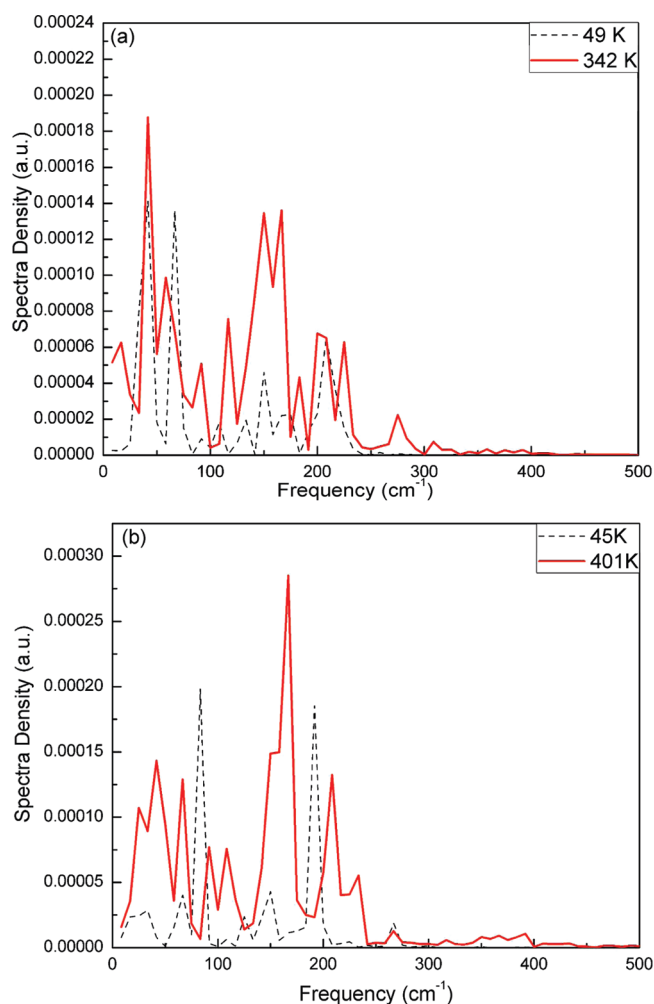 (a)
49 K
342 K
0.00024
0.00022
0.00020
0.00018
0.00016
0.00014
0.00012
0.00010
0.00008
0.00006
0.00004
0.00002
0.00000
Spectra Density (a.u.)
0 100 200 300 400 500
Frequency (cm⁻¹)
(b)
45K
401K
0.00030
0.00025
0.00020
0.00015
0.00010
0.00005
0.00000
Spectra Density (a.u.)
0 100 200 300 400 500
Frequency (cm⁻¹)